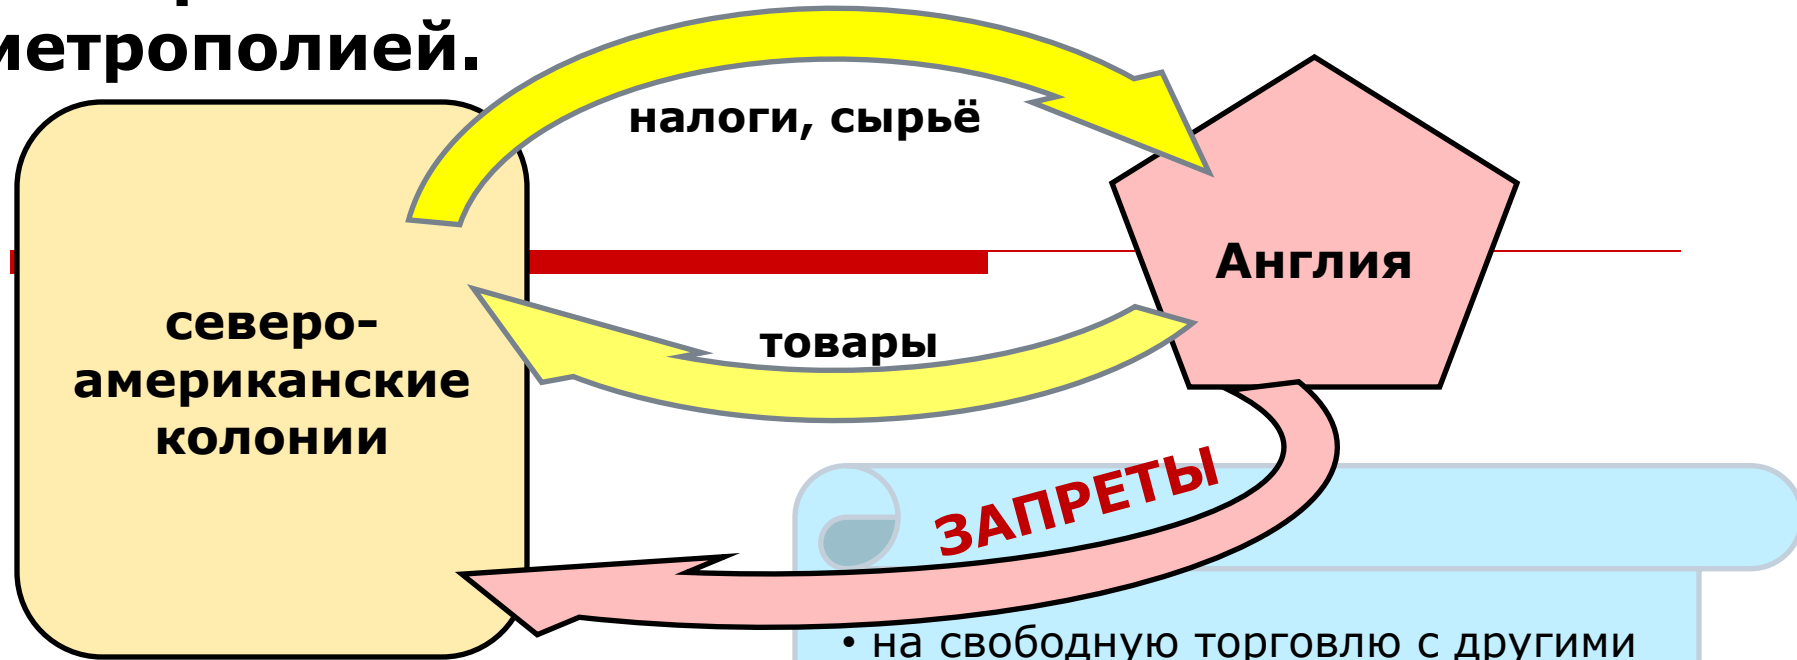 метрополией.
налоги, сырьё
Англия
северо-
американские
колонии
товары
ЗАПРЕТЫ
• на свободную торговлю с другими